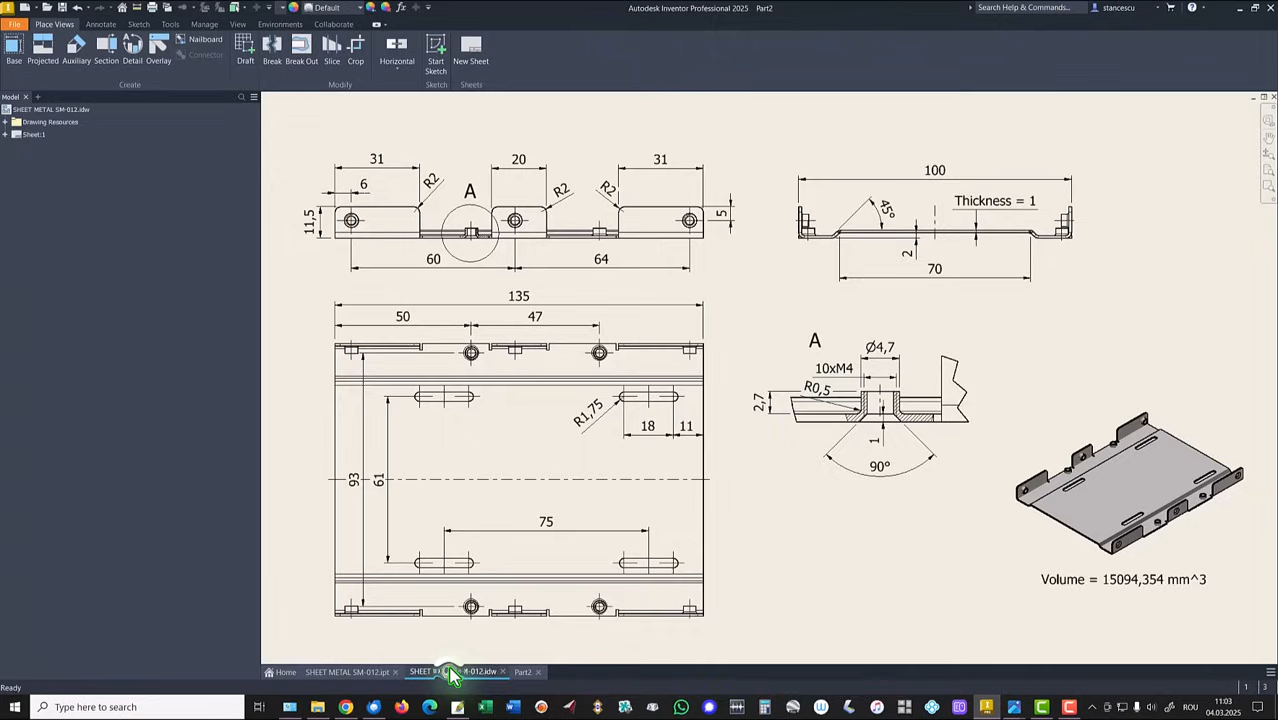 Default
Autodesk Inventor Professional 2025 Part2
Search Help & Commands...
stancescu
File
Place Views
Annotate
Sketch
Tools
Manage
View
Environments
Collaborate
Base
Projected
Auxiliary
Section
Detail
Overlay
Nailboard
Connector
Draft
Break
Break Out
Slice
Crop
Horizontal
Start
Sketch
New Sheet
Create
Modify
Sketch
Sheets
Model
SHEET METAL SM-012.idw
Drawing Resources
Sheet:1
31
20
31
6
R2
A
R2
R2
11,5
5
60
64
100
45°
Thickness = 1
2
70
135
50
47
R1,75
18
11
93
61
75
A
Ø4,7
10xM4
R0,5
2,7
1
90°
Volume = 15094,354 mm^3
Home
SHEET METAL SM-012.ipt
SHEET M-012.idw
Part2
Ready
1
3
Type here to search
ROU
11:03
04.03.2025